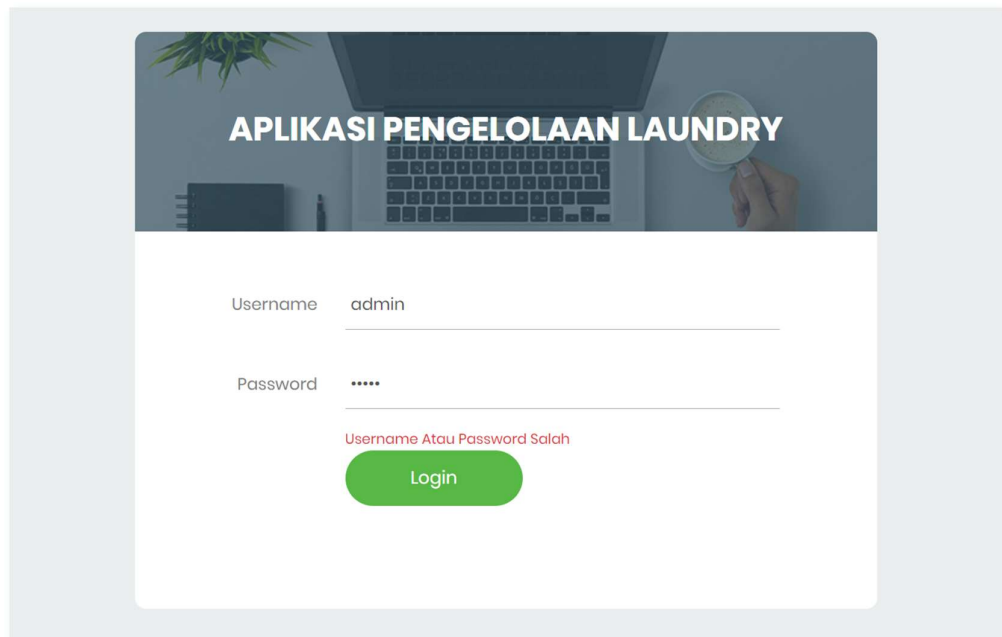 APLIKASI PENGELOLAAN LAUNDRY
Username admin
Password •••••
Username Atau Password Salah
Login